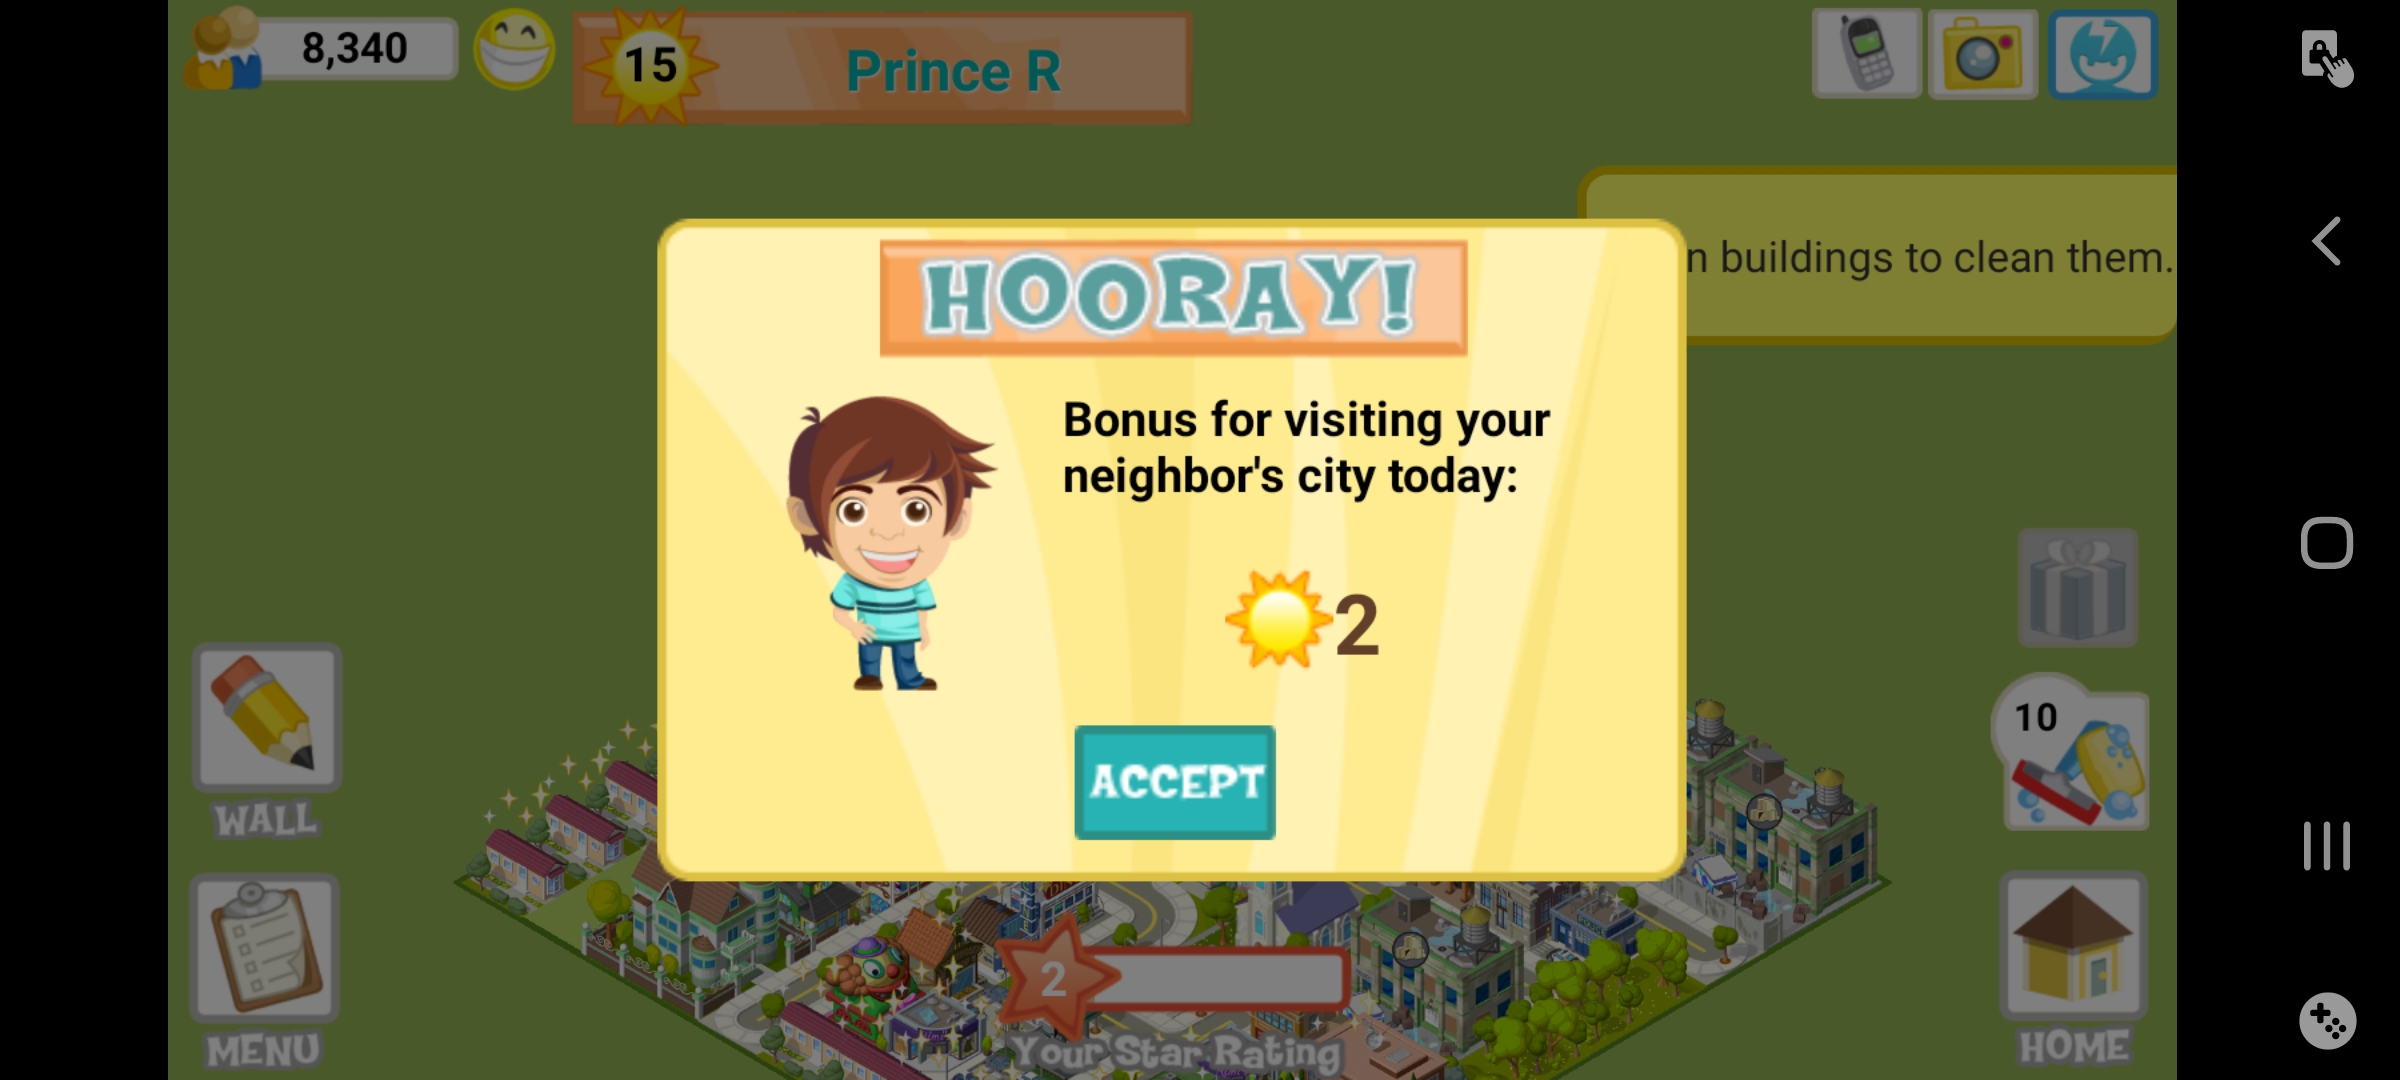 8,340
15
Prince R
n buildings to clean them.
HOORAY!
Bonus for visiting your
neighbor's city today:
2
ACCEPT
10
WALL
MENU
2
Your Star Rating
HOME